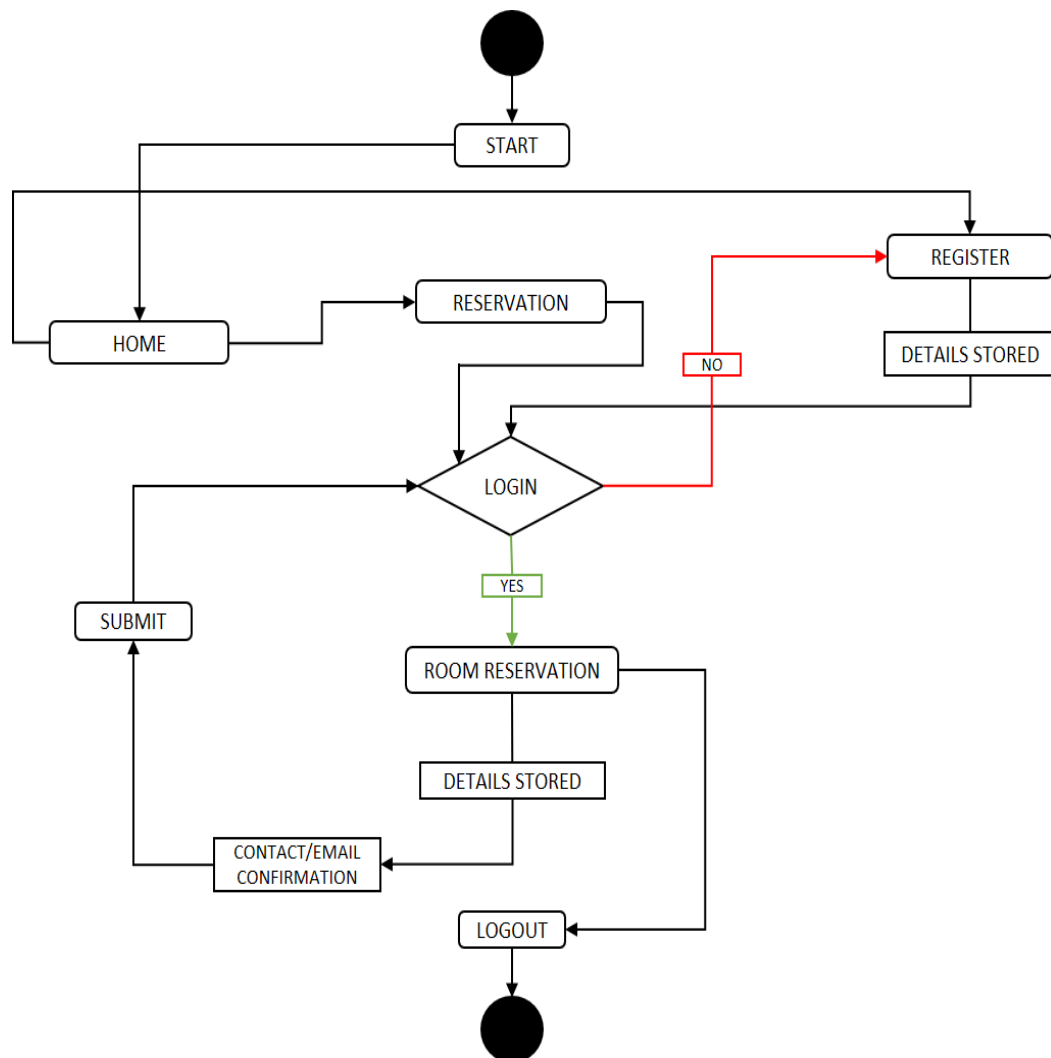 START
REGISTER
RESERVATION
HOME
NO
DETAILS STORED
LOGIN
YES
SUBMIT
ROOM RESERVATION
DETAILS STORED
CONTACT/EMAIL
CONFIRMATION
LOGOUT